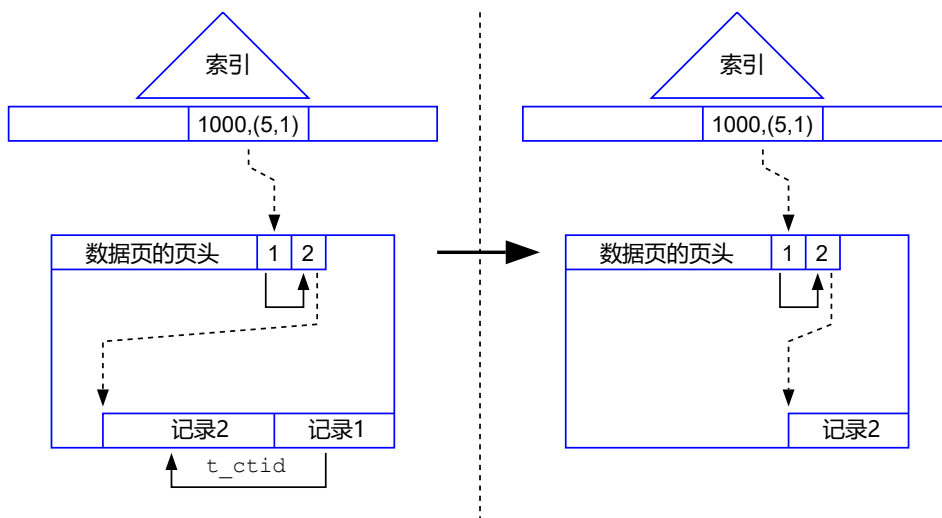 索引
1000,(5,1)
数据页的页头 1 2
记录2 记录1
t_ctid
索引
1000,(5,1)
数据页的页头 1 2
记录2